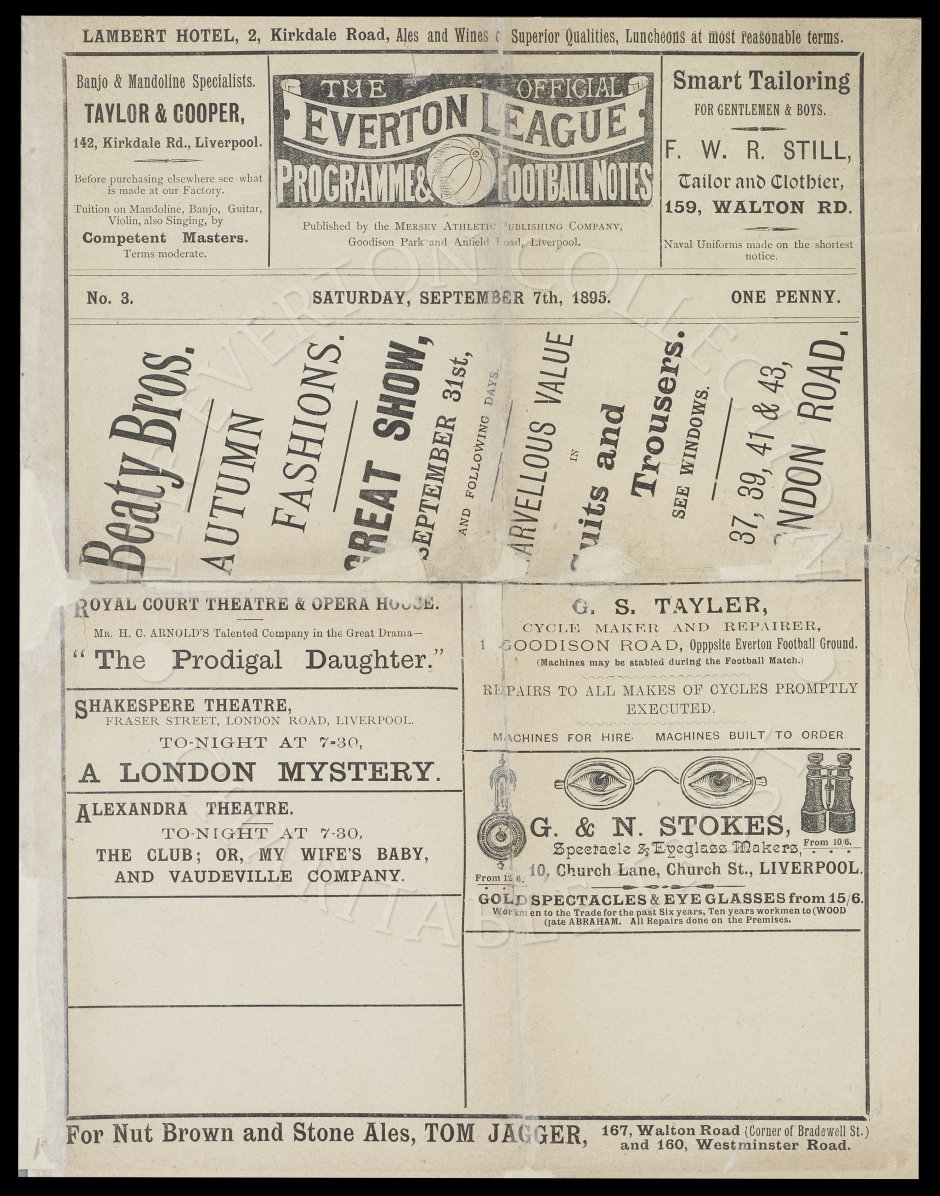 LAMBERT HOTEL, 2, Kirkdale Road, Ales and Wines Superior Qualities, Luncheons at most reasonable terms.
Banjo & Mandoline Specialists.
TAYLOR & COOPER,
142, Kirkdale Rd., Liverpool.
Before purchasing elsewhere see what
is made at our Factory.
Tuition on Mandoline, Banjo, Guitar,
Violin, also Singing, by
Competent Masters.
Terms moderate.
THE OFFICIAL
EVERTON LEAGUE
PROGRAMME & FOOTBALL NOTES
Published by the MERSEY ATHLETIC PUBLISHING COMPANY,
Goodison Park and Anfield Road, Liverpool.
Smart Tailoring
FOR GENTLEMEN & BOYS.
F. W. R. STILL,
Tailor and Clothier,
159, WALTON RD.
Naval Uniforms made on the shortest
notice.
No. 3. SATURDAY, SEPTEMBER 7th, 1895. ONE PENNY.
Beaty Bros.
AUTUMN
FASHIONS.
GREAT SHOW,
SEPTEMBER 31st,
AND FOLLOWING DAYS.
ARVELLOUS VALUE
IN
Suits and
Trousers.
SEE WINDOWS.
37, 39, 41 & 43,
ONDON ROAD.
ROYAL COURT THEATRE & OPERA HOUSE.
MR. H. C. ARNOLD'S Talented Company in the Great Drama—
"The Prodigal Daughter."
SHAKESPERE THEATRE,
FRASER STREET, LONDON ROAD, LIVERPOOL.
TO-NIGHT AT 7-30,
A LONDON MYSTERY.
ALEXANDRA THEATRE.
TO-NIGHT AT 7-30,
THE CLUB; OR, MY WIFE'S BABY,
AND VAUDEVILLE COMPANY.
G. S. TAYLER,
CYCLE MAKER AND REPAIRER,
1 GOODISON ROAD, Opppsite Everton Football Ground.
(Machines may be stabled during the Football Match.)
REPAIRS TO ALL MAKES OF CYCLES PROMPTLY
EXECUTED.
MACHINES FOR HIRE. MACHINES BUILT TO ORDER
G. & N. STOKES,
Spectacle & Eyeglass Makers,
From 10/6.
10, Church Lane, Church St., LIVERPOOL.
From 12/6.
GOLD SPECTACLES & EYE GLASSES from 15/6.
Workmen to the Trade for the past Six years, Ten years workmen to (WOOD
(late ABRAHAM. All Repairs done on the Premises.
For Nut Brown and Stone Ales, TOM JAGGER, 167, Walton Road (Corner of Bradewell St.)
and 160, Westminster Road.
THE EVERTON COLLECTION
CHARITABLE TRUST